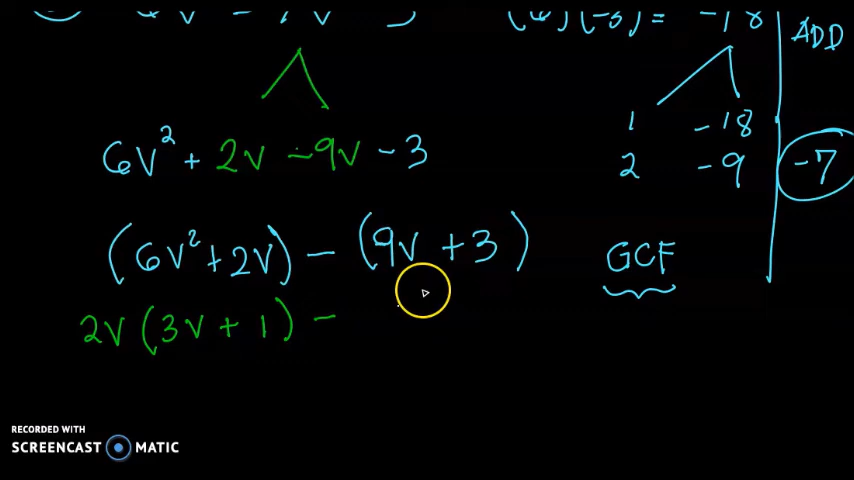 (6)(-3) = -18
ADD
1 -18
2 -9 -7
6v² + 2v - 9v - 3
(6v² + 2v) - (9v + 3) GCF
2v(3v + 1) -
RECORDED WITH
SCREENCAST MATIC